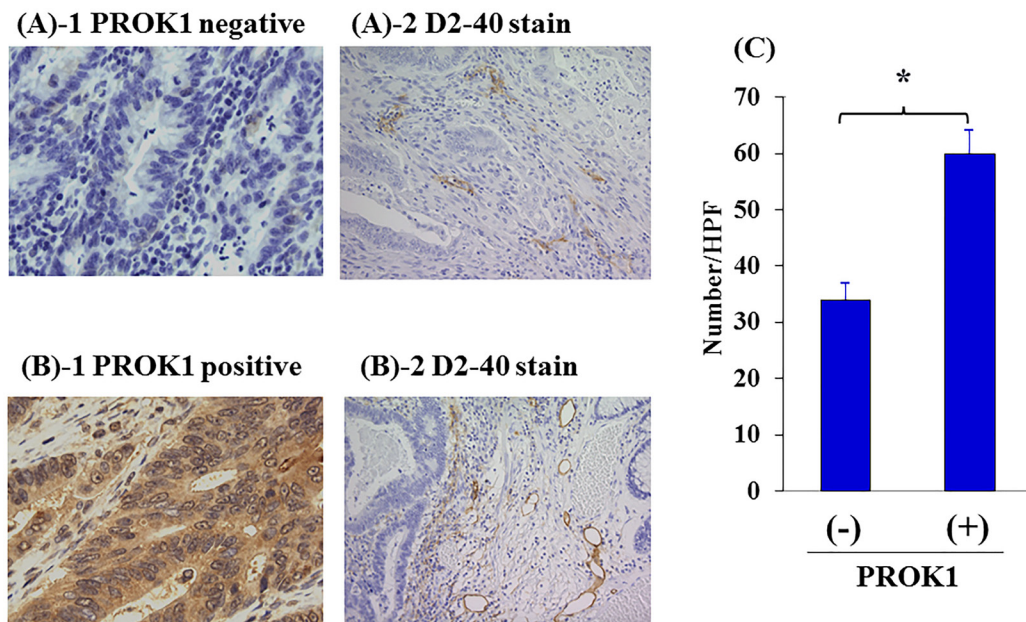 (A)-1 PROK1 negative
(A)-2 D2-40 stain
(B)-1 PROK1 positive
(B)-2 D2-40 stain
(C)
*
70
60
50
40
30
20
10
0
Number/HPF
(-)
(+)
PROK1